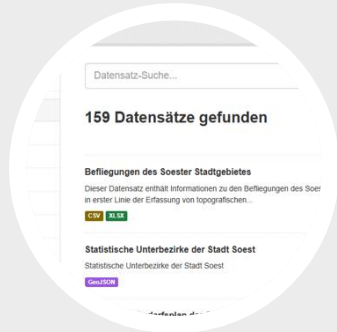 Datensatz-Suche...
159 Datensätze gefunden
Befliegungen des Soester Stadtgebietes
Dieser Datensatz enthält Informationen zu den Befliegungen des
in erster Linie der Erfassung von topografischen...
CSV XLSX
Statistische Unterbezirke der Stadt Soest
Statistische Unterbezirke der Stadt Soest
GeoJSON